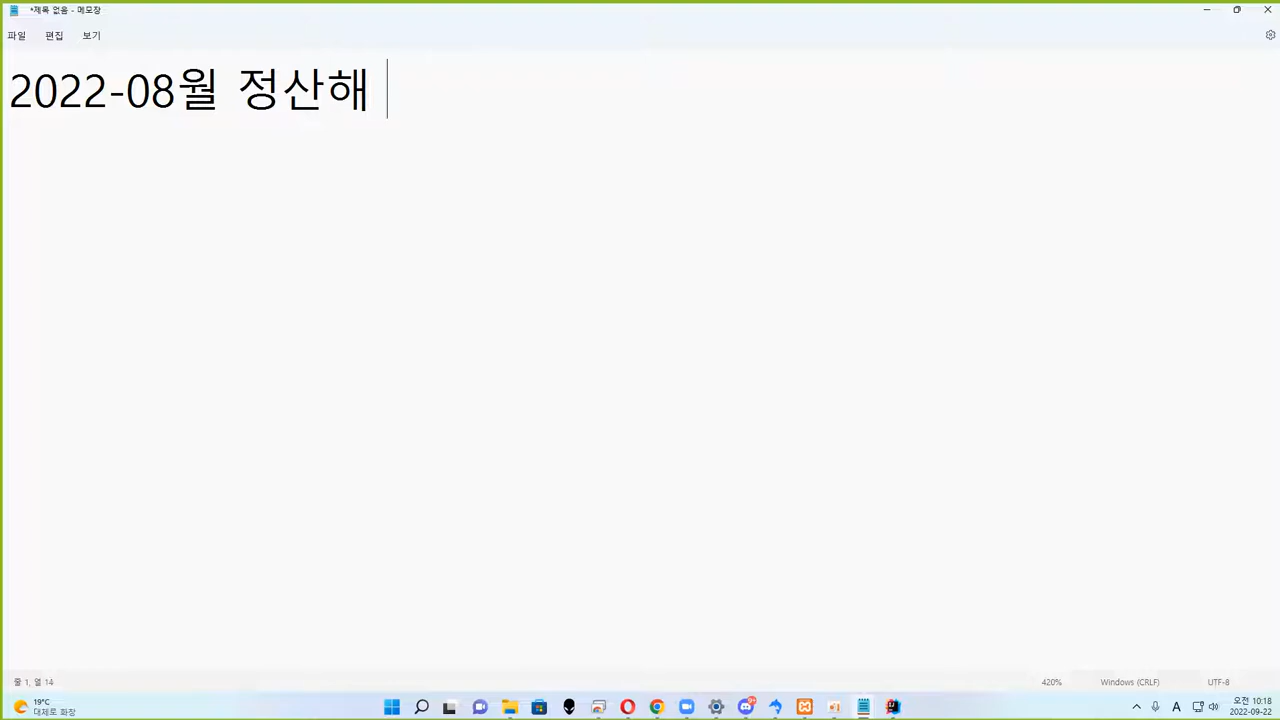 *제목 없음 - 메모장
파일 편집 보기
2022-08월 정산해
줄 1, 열 14
420%
Windows (CRLF)
UTF-8
19°C
대체로 화창
A
오전 10:18
2022-09-22